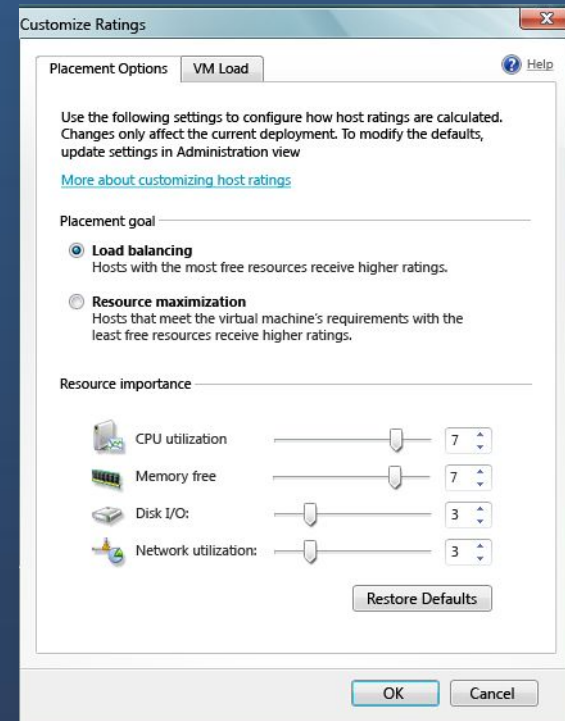 Customize Ratings
Placement Options
VM Load
Help
Use the following settings to configure how host ratings are calculated.
Changes only affect the current deployment. To modify the defaults,
update settings in Administration view
More about customizing host ratings
Placement goal
Load balancing
Hosts with the most free resources receive higher ratings.
Resource maximization
Hosts that meet the virtual machine's requirements with the
least free resources receive higher ratings.
Resource importance
CPU utilization 7
Memory free 7
Disk I/O: 3
Network utilization: 3
Restore Defaults
OK Cancel